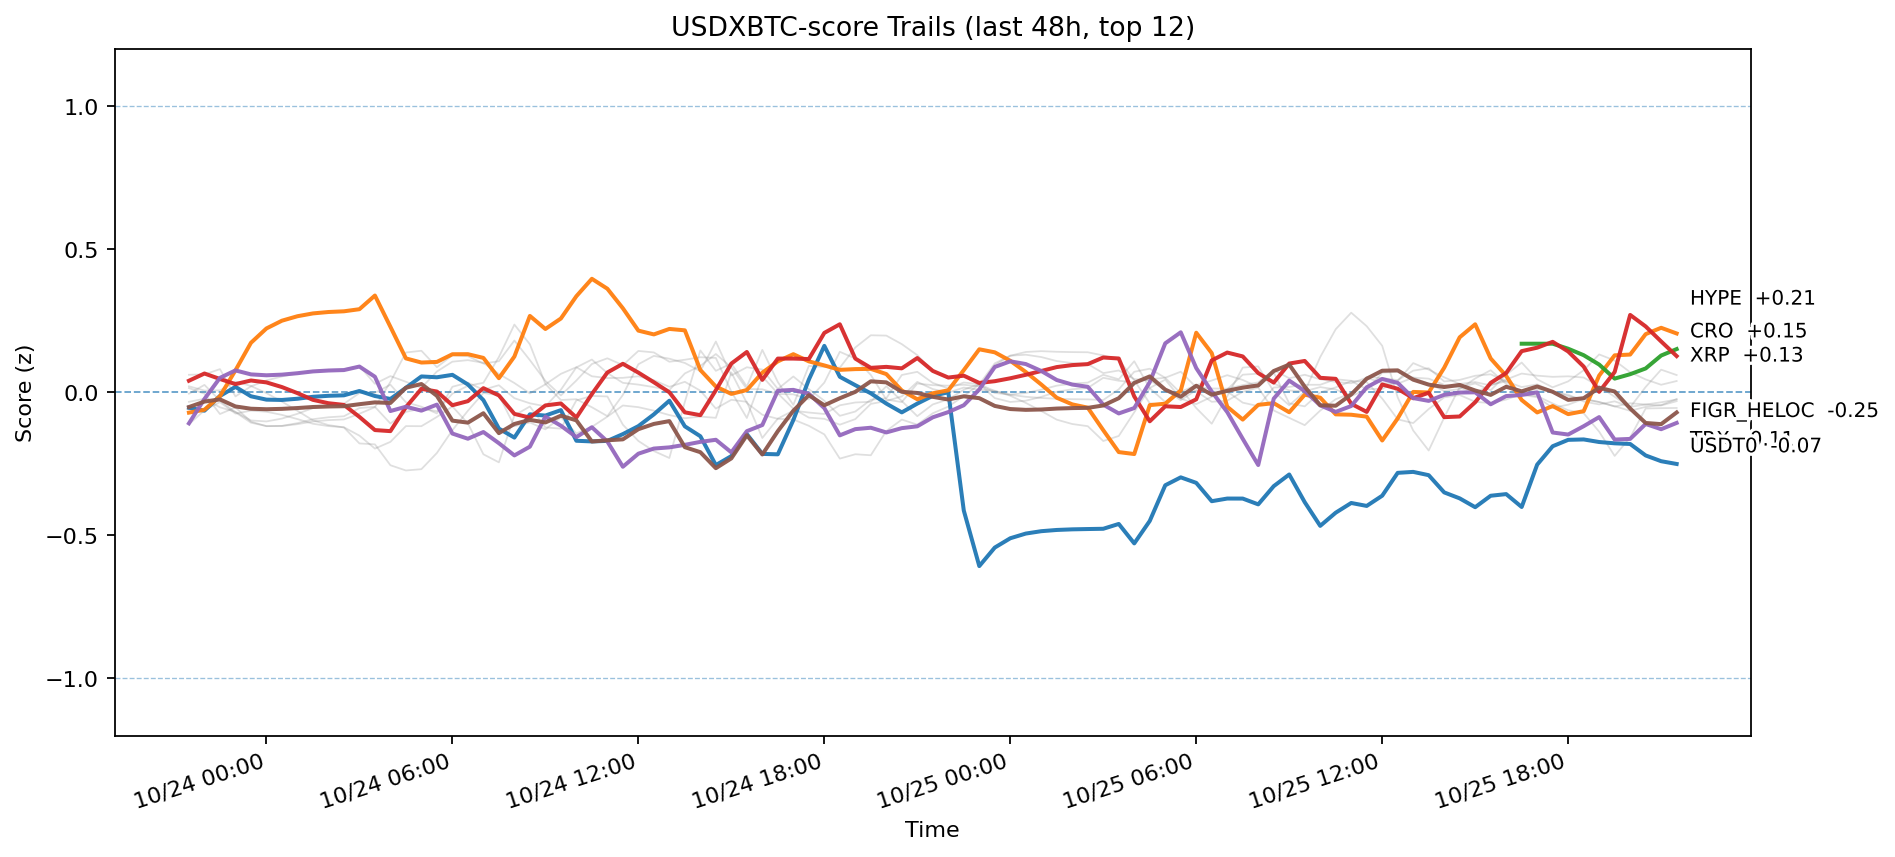 USDXBTC-score Trails (last 48h, top 12)
Score (z)
1.0
0.5
0.0
−0.5
−1.0
HYPE +0.21
CRO +0.15
XRP +0.13
FIGR_HELOC -0.25
USDT0 -0.07
10/24 00:00
10/24 06:00
10/24 12:00
10/24 18:00
10/25 00:00
10/25 06:00
10/25 12:00
10/25 18:00
Time